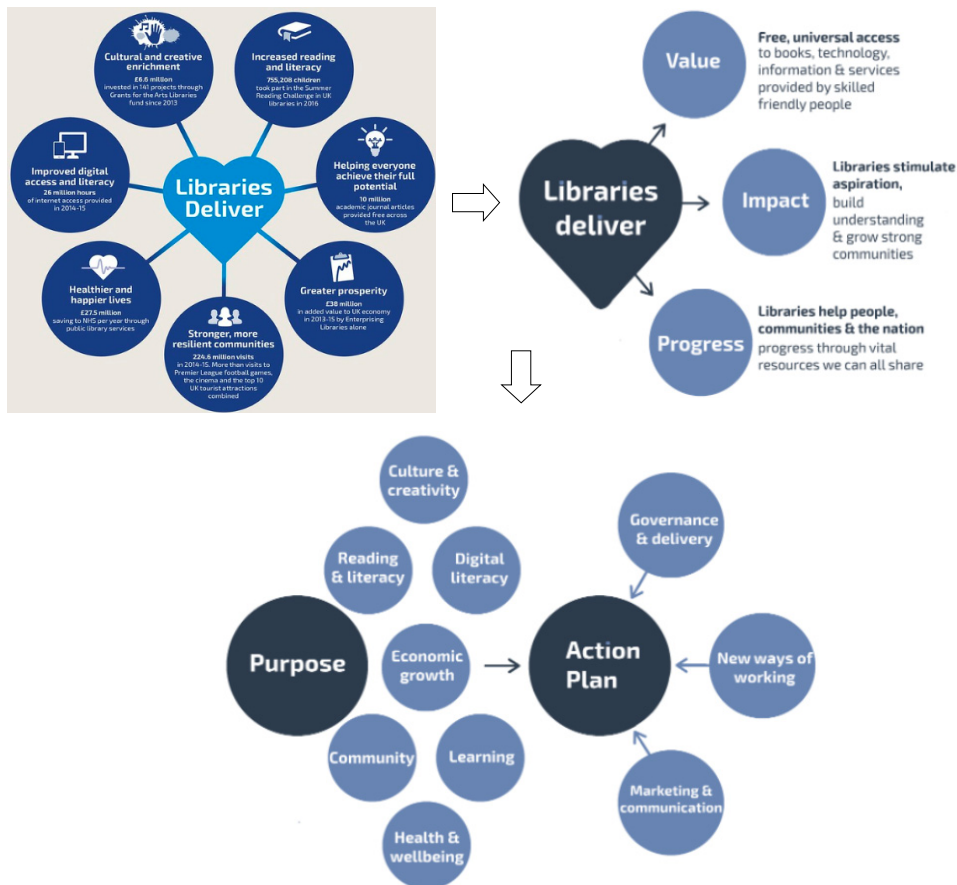 Cultural and creative
enrichment
£6.6 million
invested in 141 projects through
Grants for the Arts Libraries
fund since 2013
Increased reading
and literacy
755,208 children
took part in the Summer
Reading Challenge in UK
libraries in 2016
Improved digital
access and literacy
26 million hours
of internet access provided
in 2014-15
Libraries
Deliver
Helping everyone
achieve their full
potential
10 million
academic journal articles
provided free across
the UK
Healthier and
happier lives
£27.5 million
saving to NHS per year through
public library services
Stronger, more
resilient communities
224.6 million visits
in 2014-15. More than visits to
Premier League football games,
the cinema and the top 10
UK tourist attractions
combined
Greater prosperity
£38 million
in added value to UK economy
in 2013-15 by Enterprising
Libraries alone
Libraries
deliver
Value
Free, universal access
to books, technology,
information & services
provided by skilled
friendly people
Impact
Libraries stimulate
aspiration,
build
understanding
& grow strong
communities
Progress
Libraries help people,
communities & the nation
progress through vital
resources we can all share
Purpose
Culture &
creativity
Reading
& literacy
Digital
literacy
Economic
growth
Community
Learning
Health &
wellbeing
Action
Plan
Governance
& delivery
New ways of
working
Marketing &
communication